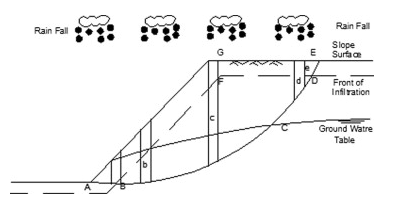 Rain Fall
Rain Fall
G
E
Slope
Surface
e
F
d
D
Front of
Infiltration
c
C
Ground Watre
Table
b
A
B